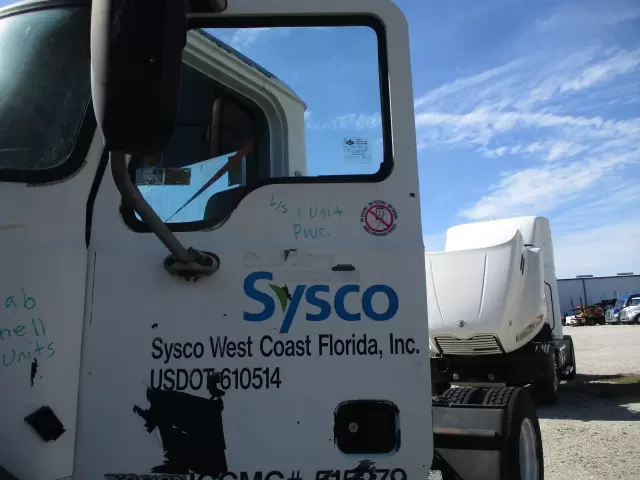 L/S 1 Unit
PWC.
ab
nell
units
Sysco
Sysco West Coast Florida, Inc.
USDOT 610514